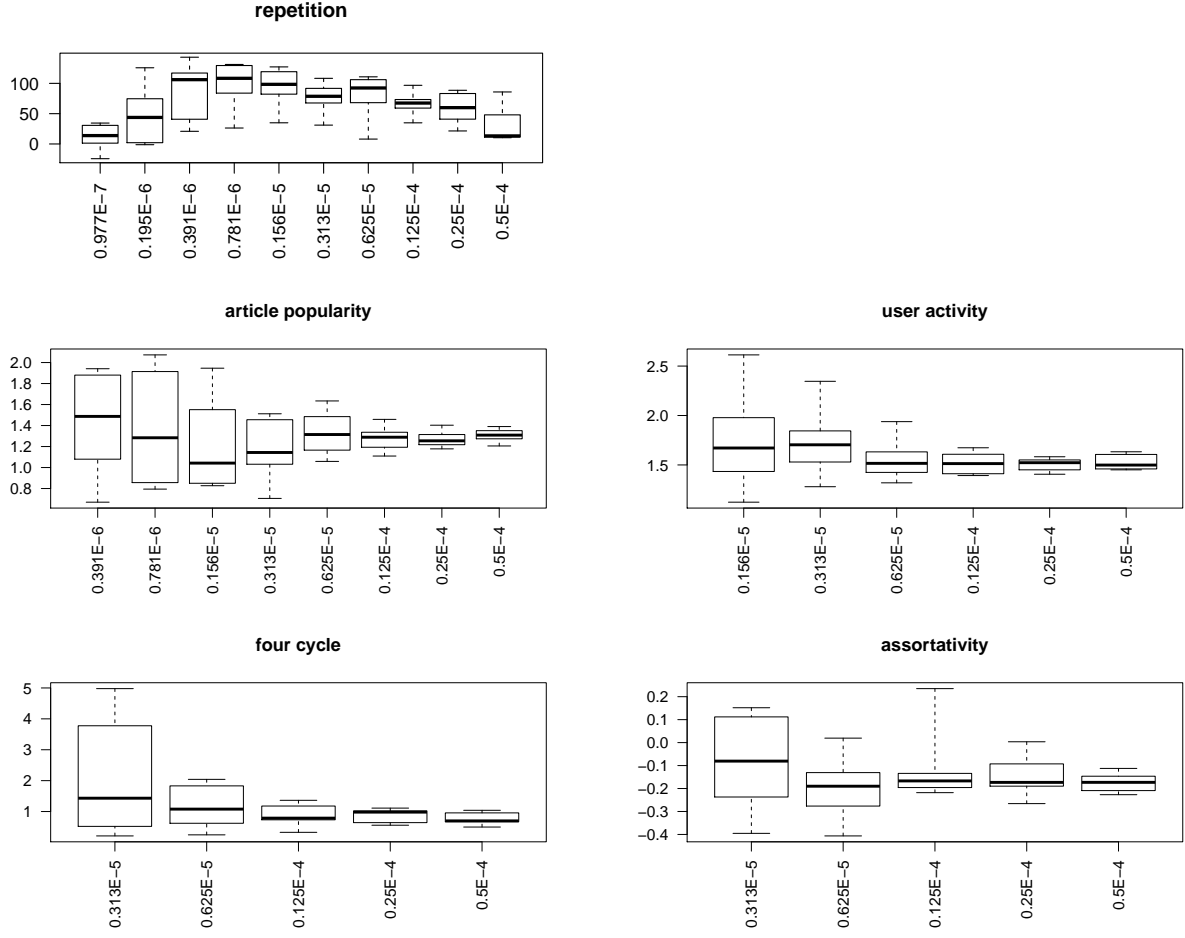 repetition
100
50
0
0.977E−7
0.195E−6
0.391E−6
0.781E−6
0.156E−5
0.313E−5
0.625E−5
0.125E−4
0.25E−4
0.5E−4
article popularity
2.0
1.8
1.6
1.4
1.2
1.0
0.8
0.391E−6
0.781E−6
0.156E−5
0.313E−5
0.625E−5
0.125E−4
0.25E−4
0.5E−4
user activity
2.5
2.0
1.5
0.156E−5
0.313E−5
0.625E−5
0.125E−4
0.25E−4
0.5E−4
four cycle
5
4
3
2
1
0.313E−5
0.625E−5
0.125E−4
0.25E−4
0.5E−4
assortativity
0.2
0.1
0.0
−0.1
−0.2
−0.3
−0.4
0.313E−5
0.625E−5
0.125E−4
0.25E−4
0.5E−4